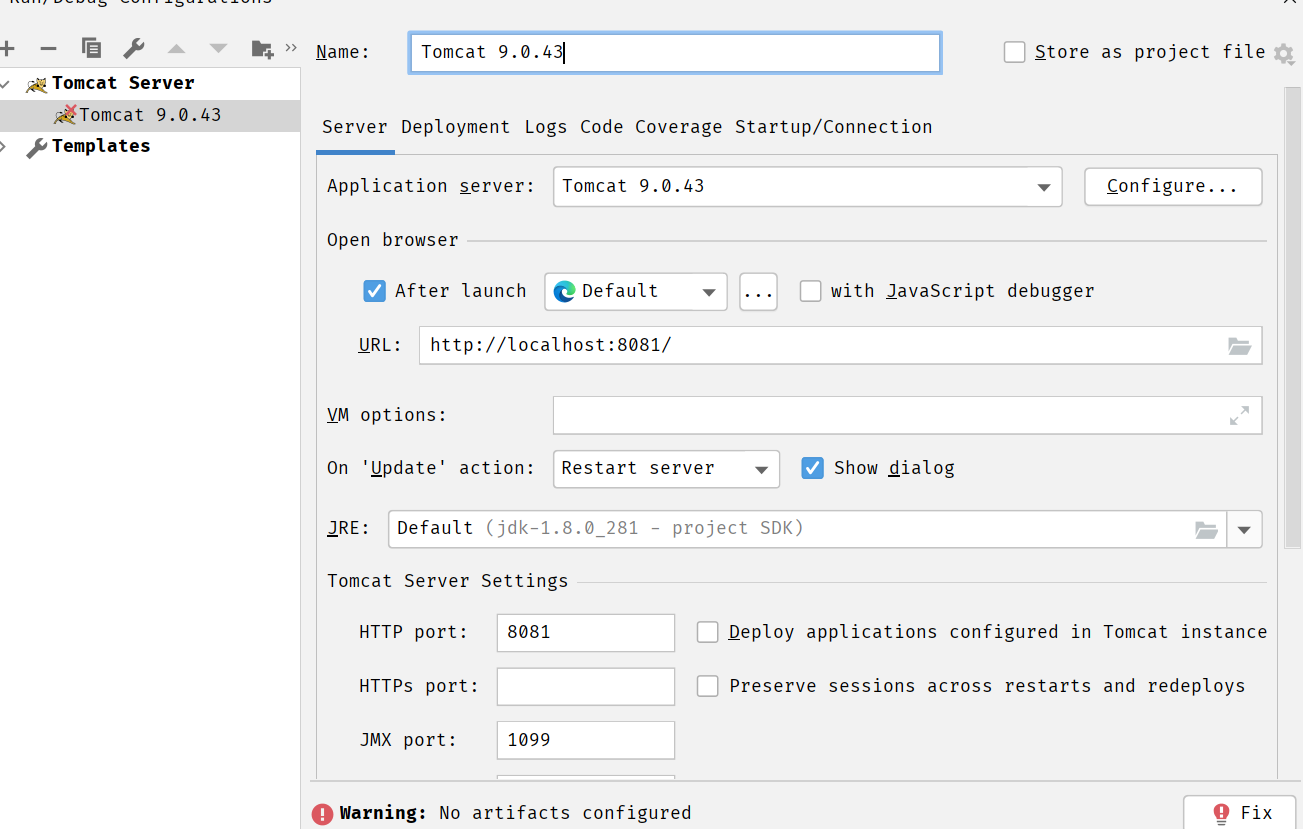 Run/Debug Configurations
Name: Tomcat 9.0.43 Store as project file
Tomcat Server
Tomcat 9.0.43
Templates
Server Deployment Logs Code Coverage Startup/Connection
Application server: Tomcat 9.0.43 Configure...
Open browser
After launch Default ... with JavaScript debugger
URL: http://localhost:8081/
VM options:
On 'Update' action: Restart server Show dialog
JRE: Default (jdk-1.8.0_281 - project SDK)
Tomcat Server Settings
HTTP port: 8081 Deploy applications configured in Tomcat instance
HTTPs port: Preserve sessions across restarts and redeploys
JMX port: 1099
Warning: No artifacts configured Fix